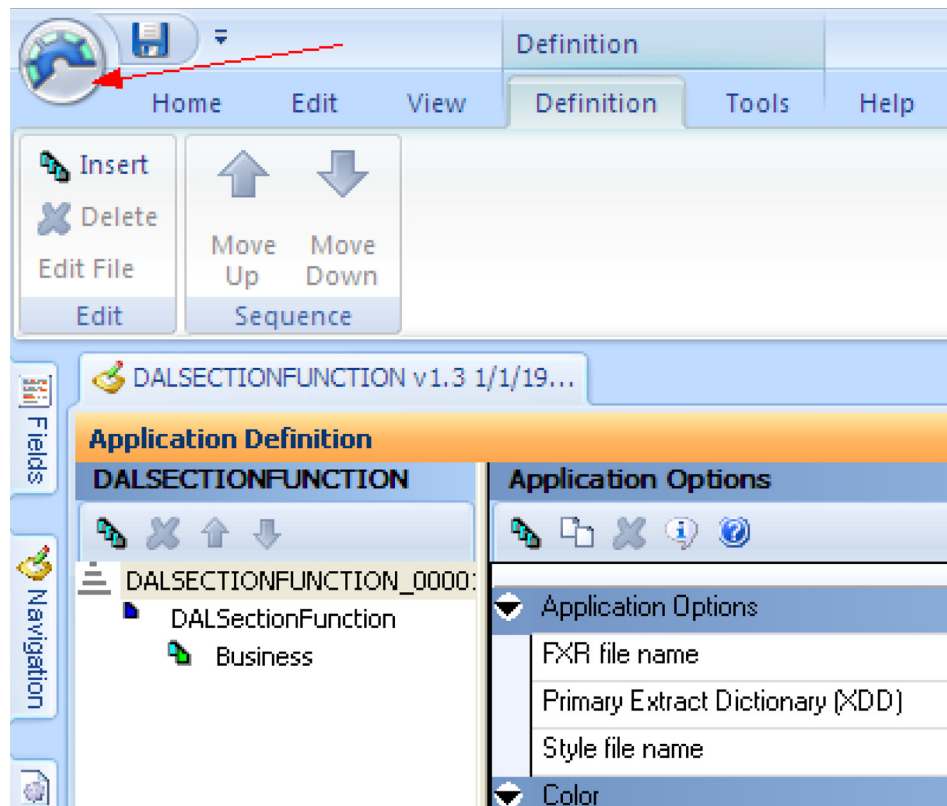 Definition
Home Edit View Definition Tools Help
Insert
Delete
Edit File
Move Up
Move Down
Edit
Sequence
DALSECTIONFUNCTION v1.3 1/1/19...
Fields
Navigation
Application Definition
DALSECTIONFUNCTION
Application Options
DALSECTIONFUNCTION_0000
DALSectionFunction
Business
Application Options
FXR file name
Primary Extract Dictionary (XDD)
Style file name
Color